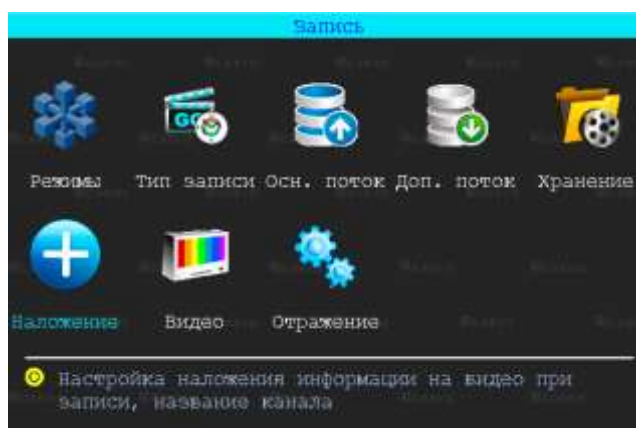 Запись
Режимы Тип записи Осн. поток Доп. поток Хранение
Наложение Видео Отражение
Настройка наложения информации на видео при
записи, название канала